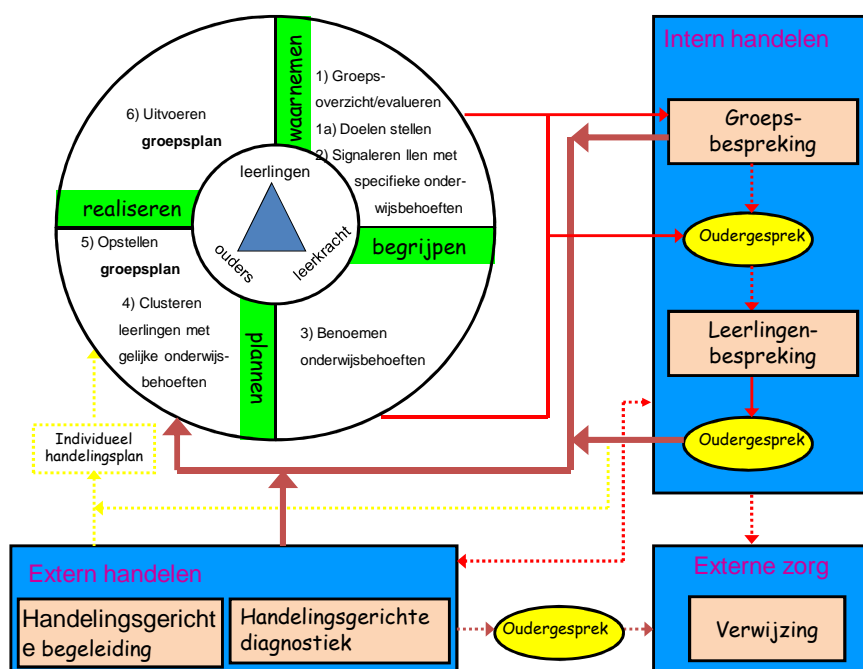 waarnemen
1) Groeps-
overzicht/evalueren
1a) Doelen stellen
2) Signaleren llen met
specifieke onder-
wijsbehoeften
begrijpen
3) Benoemen
onderwijsbehoeften
plannen
4) Clusteren
leerlingen met
gelijke onderwijs-
behoeften
5) Opstellen
groepsplan
realiseren
6) Uitvoeren
groepsplan
leerlingen
ouders
leerkracht
Individueel
handelingsplan
Intern handelen
Groeps-
bespreking
Oudergesprek
Leerlingen-
bespreking
Oudergesprek
Extern handelen
Handelingsgericht
e begeleiding
Handelingsgerichte
diagnostiek
Oudergesprek
Externe zorg
Verwijzing